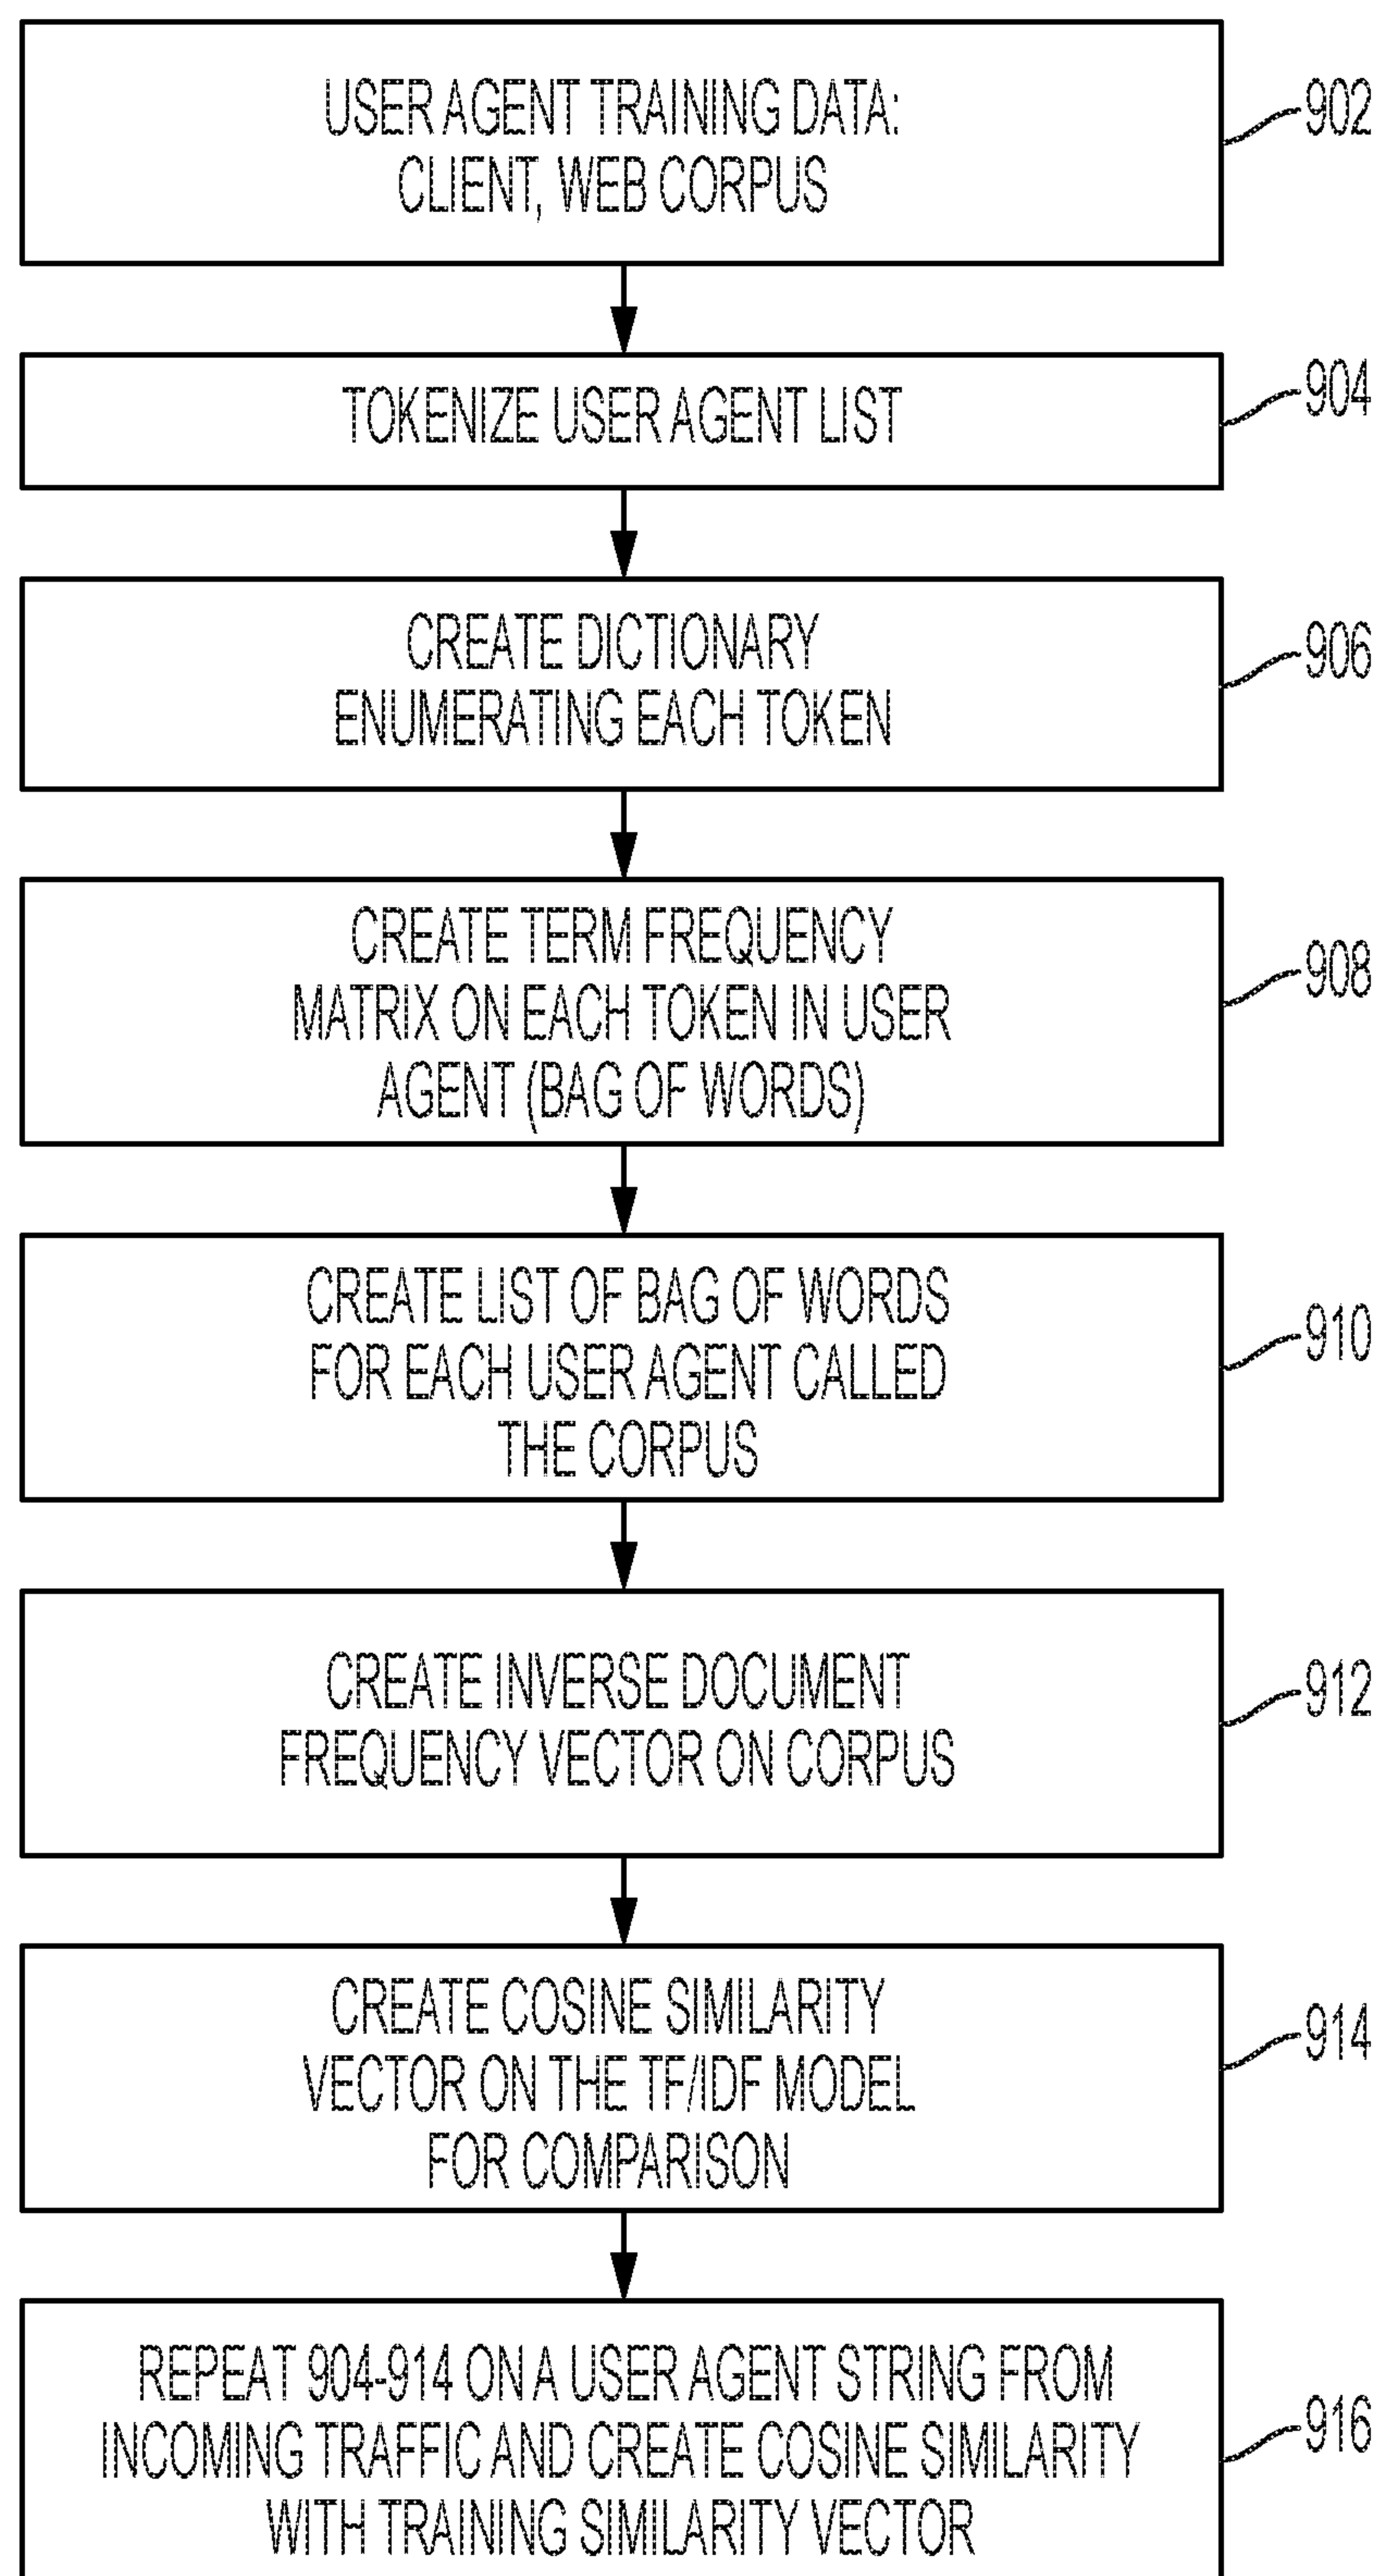 USER AGENT TRAINING DATA:
CLIENT, WEB CORPUS
902
TOKENIZE USER AGENT LIST
904
CREATE DICTIONARY
ENUMERATING EACH TOKEN
906
CREATE TERM FREQUENCY
MATRIX ON EACH TOKEN IN USER
AGENT (BAG OF WORDS)
908
CREATE LIST OF BAG OF WORDS
FOR EACH USER AGENT CALLED
THE CORPUS
910
CREATE INVERSE DOCUMENT
FREQUENCY VECTOR ON CORPUS
912
CREATE COSINE SIMILARITY
VECTOR ON THE TF/IDF MODEL
FOR COMPARISON
914
REPEAT 904-914 ON A USER AGENT STRING FROM
INCOMING TRAFFIC AND CREATE COSINE SIMILARITY
WITH TRAINING SIMILARITY VECTOR
916